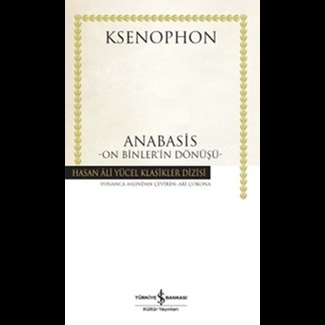 KSENOPHON
ANABASİS
-ON BİNLER'İN DÖNÜŞÜ-
HASAN ÂLİ YÜCEL KLASİKLER DİZİSİ
YUNANCA ASLINDAN ÇEVİREN: ARİ ÇOKONA
TÜRKİYE İŞ BANKASI
Kültür Yayınları